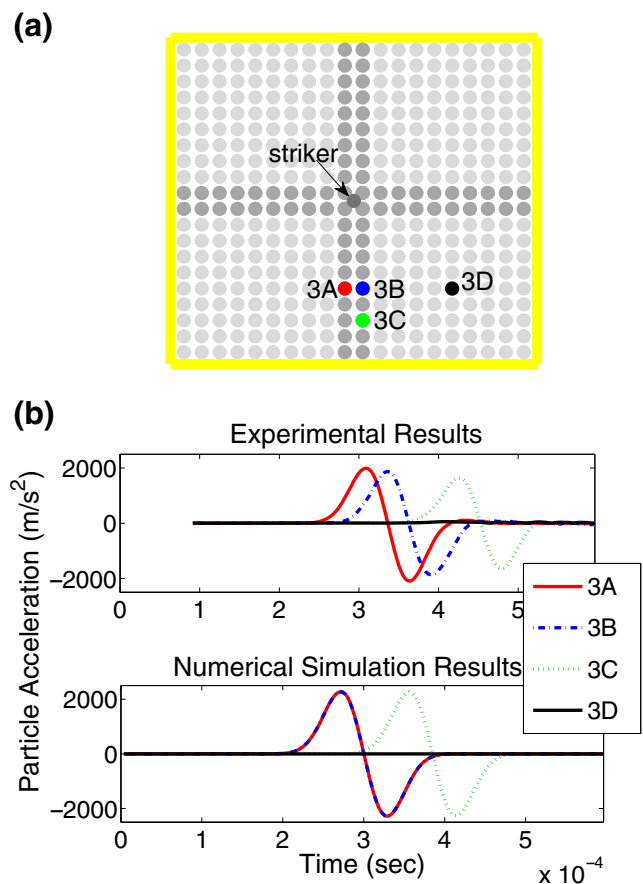 (a)
striker
3A
3B
3D
3C
(b)
Experimental Results
2000
0
−2000
0
1
2
3
4
5
3A
3B
3C
3D
Particle Acceleration (m/s²)
Numerical Simulation Results
2000
0
−2000
0
1
2
3
4
5
Time (sec)
x 10⁻⁴